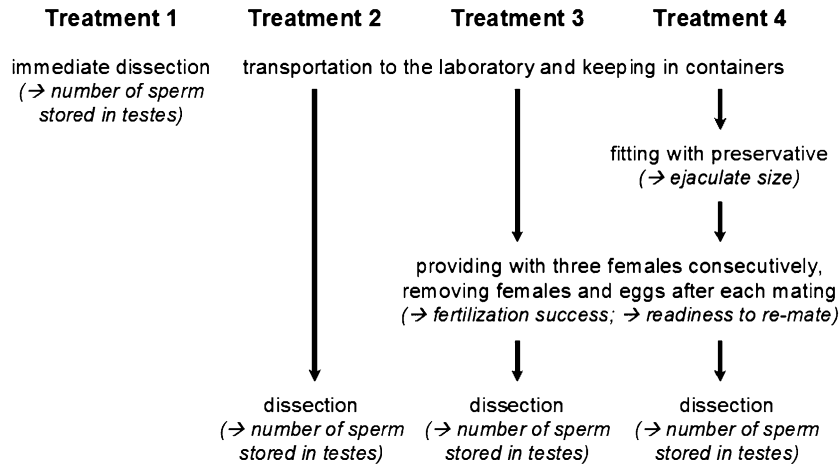 Treatment 1 Treatment 2 Treatment 3 Treatment 4
immediate dissection
(→ number of sperm
stored in testes)
transportation to the laboratory and keeping in containers
fitting with preservative
(→ ejaculate size)
providing with three females consecutively,
removing females and eggs after each mating
(→ fertilization success; → readiness to re-mate)
dissection
(→ number of sperm
stored in testes)
dissection
(→ number of sperm
stored in testes)
dissection
(→ number of sperm
stored in testes)